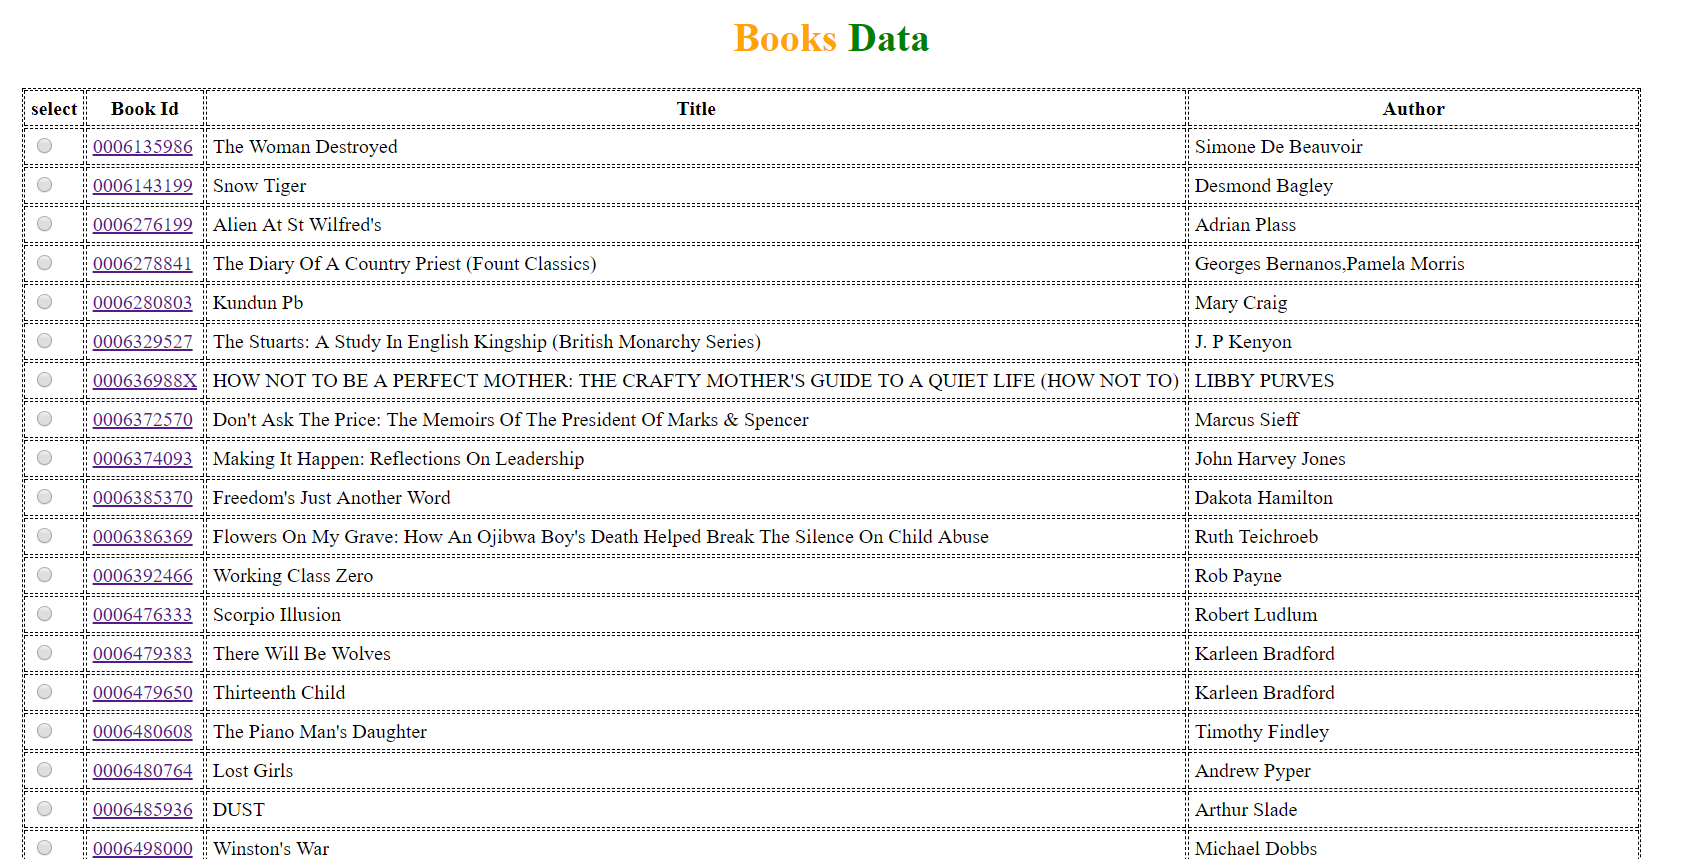 Books Data
select Book Id Title Author
0006135986 The Woman Destroyed Simone De Beauvoir
0006143199 Snow Tiger Desmond Bagley
0006276199 Alien At St Wilfred's Adrian Plass
0006278841 The Diary Of A Country Priest (Fount Classics) Georges Bernanos,Pamela Morris
0006280803 Kundun Pb Mary Craig
0006329527 The Stuarts: A Study In English Kingship (British Monarchy Series) J. P Kenyon
000636988X HOW NOT TO BE A PERFECT MOTHER: THE CRAFTY MOTHER'S GUIDE TO A QUIET LIFE (HOW NOT TO) LIBBY PURVES
0006372570 Don't Ask The Price: The Memoirs Of The President Of Marks & Spencer Marcus Sieff
0006374093 Making It Happen: Reflections On Leadership John Harvey Jones
0006385370 Freedom's Just Another Word Dakota Hamilton
0006386369 Flowers On My Grave: How An Ojibwa Boy's Death Helped Break The Silence On Child Abuse Ruth Teichroeb
0006392466 Working Class Zero Rob Payne
0006476333 Scorpio Illusion Robert Ludlum
0006479383 There Will Be Wolves Karleen Bradford
0006479650 Thirteenth Child Karleen Bradford
0006480608 The Piano Man's Daughter Timothy Findley
0006480764 Lost Girls Andrew Pyper
0006485936 DUST Arthur Slade
0006498000 Winston's War Michael Dobbs